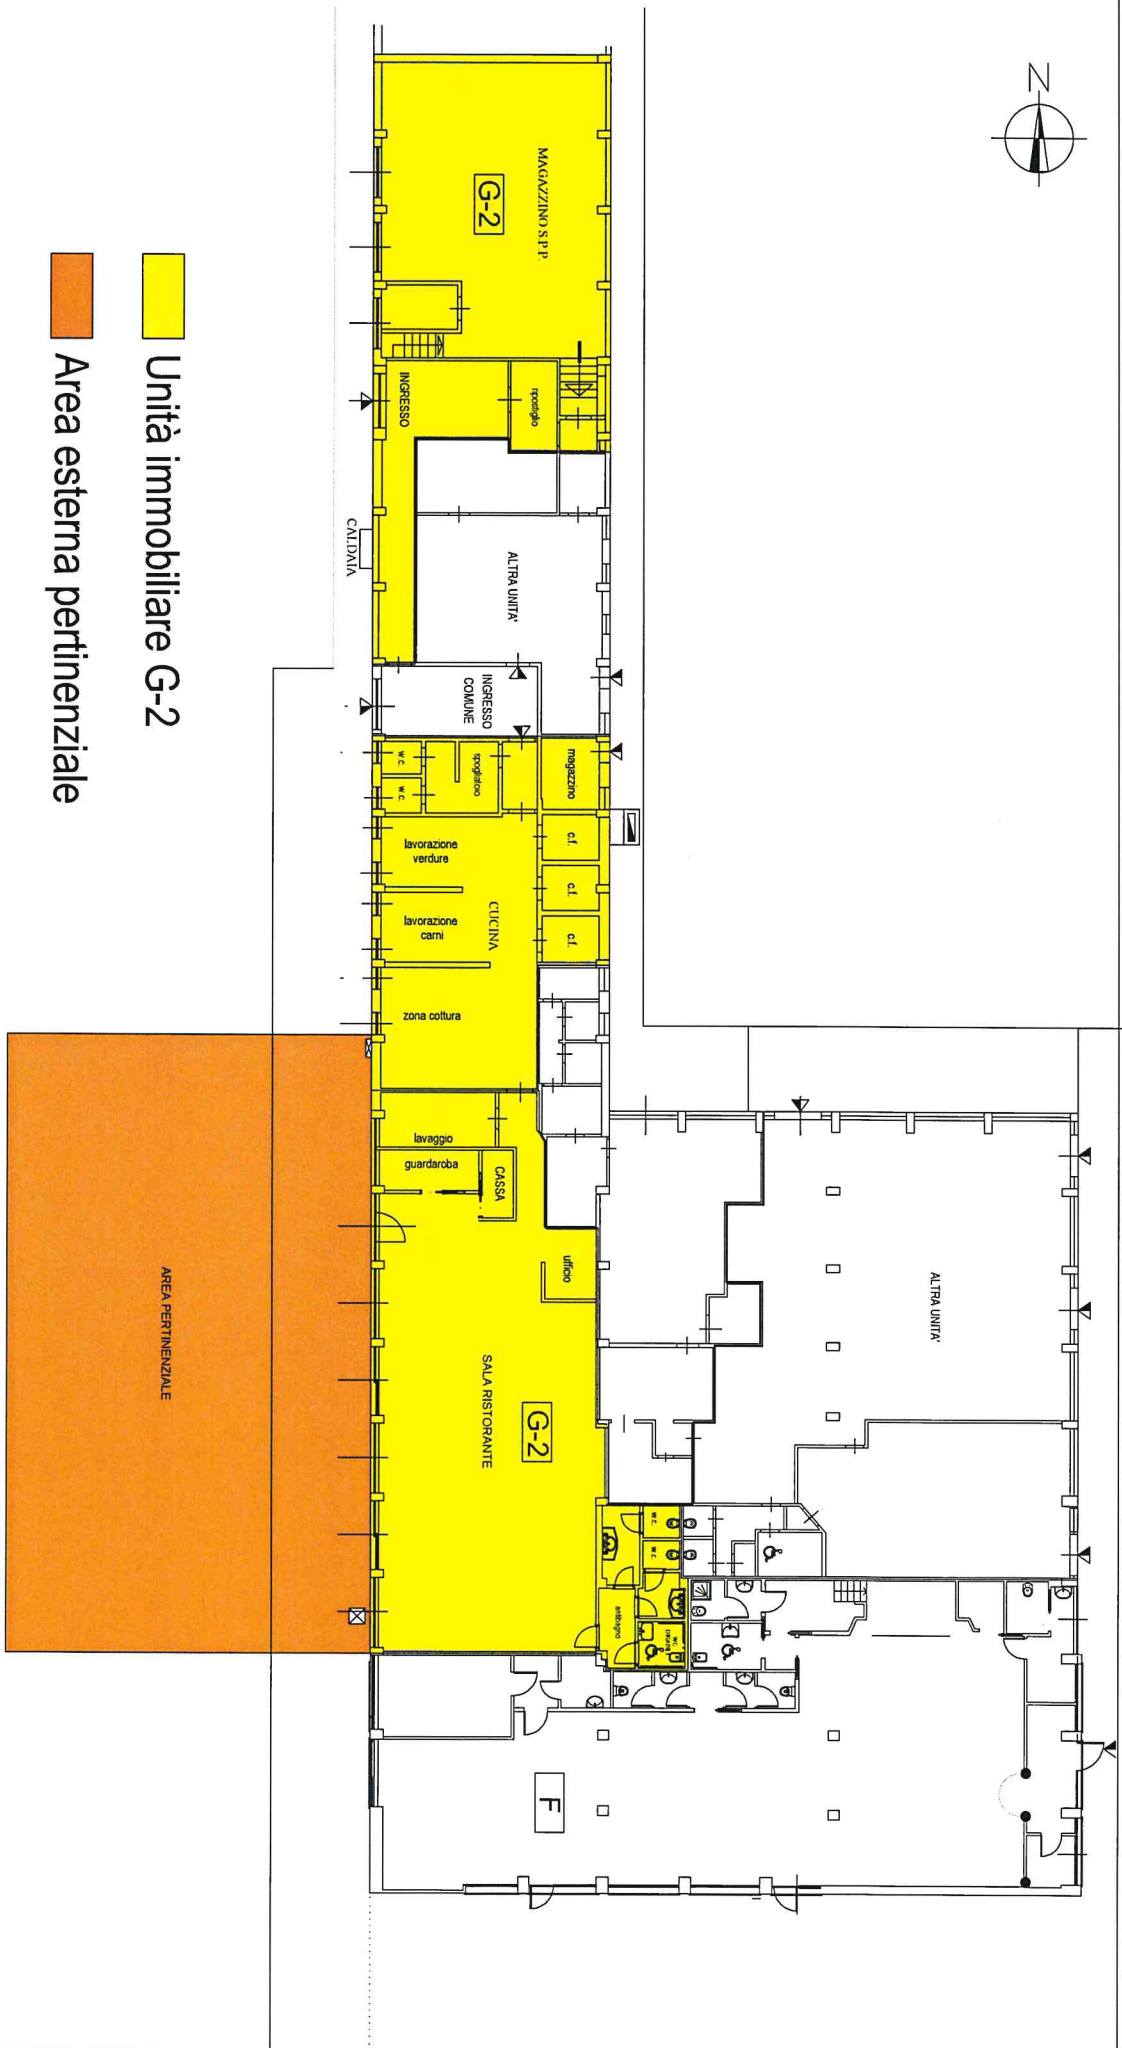 N
MAGAZZINO S.P.P.
G-2
ripostiglio
INGRESSO
CALDAIA
ALTRA UNITA'
INGRESSO
COMUNE
magazzino
spogliatoio
w.c.
w.c.
c.f.
c.f.
c.f.
lavorazione
verdure
CUCINA
lavorazione
carni
zona cottura
lavaggio
guardaroba
CASSA
ufficio
SALA RISTORANTE
G-2
ALTRA UNITA'
W.C.
W.C.
antibagno
AREA PERTINENZIALE
F
Unità immobiliare G-2
Area esterna pertinenziale